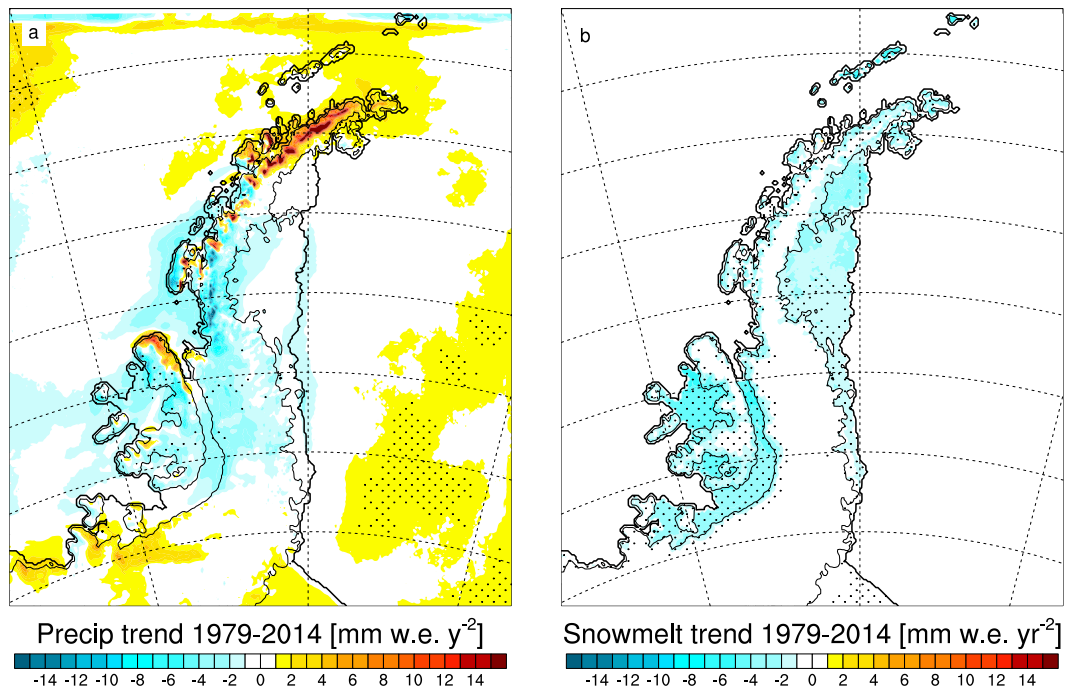 a
b
Precip trend 1979-2014 [mm w.e. y-2]
-14 -12 -10 -8 -6 -4 -2 0 2 4 6 8 10 12 14
Snowmelt trend 1979-2014 [mm w.e. yr-2]
-14 -12 -10 -8 -6 -4 -2 0 2 4 6 8 10 12 14